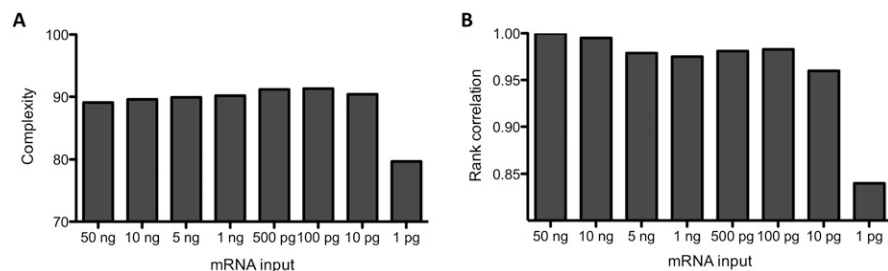 A
100
90
80
70
Complexity
50 ng 10 ng 5 ng 1 ng 500 pg 100 pg 10 pg 1 pg
mRNA input
B
1.00
0.95
0.90
0.85
Rank correlation
50 ng 10 ng 5 ng 1 ng 500 pg 100 pg 10 pg 1 pg
mRNA input